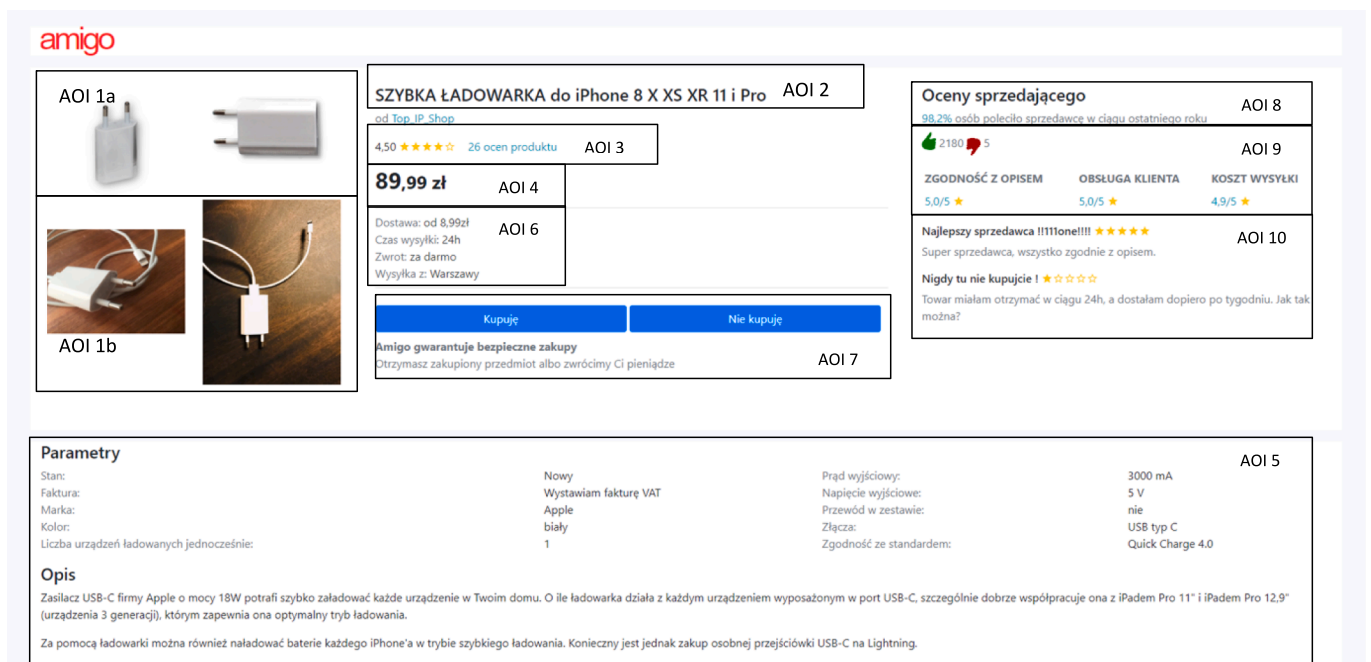 amigo
AOI 1a
AOI 1b
SZYBKA ŁADOWARKA do iPhone 8 X XS XR 11 i Pro
AOI 2
od Top_IP_Shop
4,50 ★★★★☆ 26 ocen produktu
AOI 3
89,99 zł
AOI 4
Dostawa: od 8,99zł
AOI 6
Czas wysyłki: 24h
Zwrot: za darmo
Wysyłka z: Warszawy
Kupuję
Nie kupuję
Amigo gwarantuje bezpieczne zakupy
Otrzymasz zakupiony przedmiot albo zwrócimy Ci pieniądze
AOI 7
Oceny sprzedającego
AOI 8
98,2% osób poleciło sprzedawcę w ciągu ostatniego roku
2180 5
AOI 9
ZGODNOŚĆ Z OPISEM OBSŁUGA KLIENTA KOSZT WYSYŁKI
5,0/5 ★ 5,0/5 ★ 4,9/5 ★
Najlepszy sprzedawca !!111one!!!! ★★★★★
AOI 10
Super sprzedawca, wszystko zgodnie z opisem.
Nigdy tu nie kupujcie ! ★☆☆☆☆
Towar miałam otrzymać w ciągu 24h, a dostałam dopiero po tygodniu. Jak tak
można?
Parametry
AOI 5
Stan: Nowy Prąd wyjściowy: 3000 mA
Faktura: Wystawiam fakturę VAT Napięcie wyjściowe: 5 V
Marka: Apple Przewód w zestawie: nie
Kolor: biały Złącza: USB typ C
Liczba urządzeń ładowanych jednocześnie: 1 Zgodność ze standardem: Quick Charge 4.0
Opis
Zasilacz USB-C firmy Apple o mocy 18W potrafi szybko załadować każde urządzenie w Twoim domu. O ile ładowarka działa z każdym urządzeniem wyposażonym w port USB-C, szczególnie dobrze współpracuje ona z iPadem Pro 11" i iPadem Pro 12,9"
(urządzenia 3 generacji), którym zapewnia ona optymalny tryb ładowania.
Za pomocą ładowarki można również naładować baterie każdego iPhone'a w trybie szybkiego ładowania. Konieczny jest jednak zakup osobnej przejściówki USB-C na Lightning.